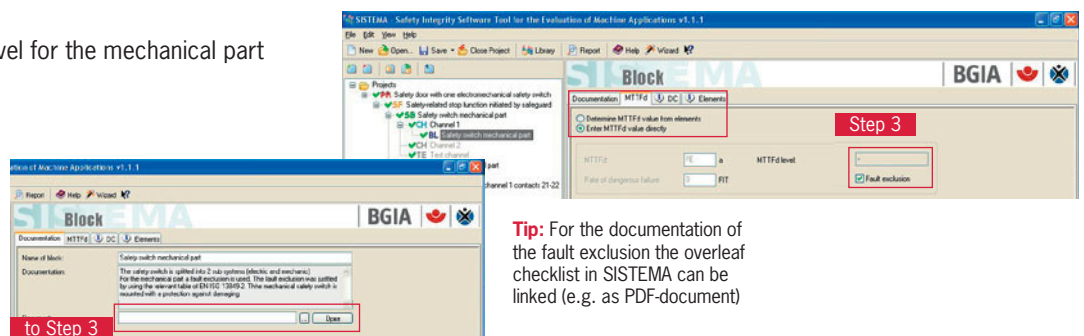 vel for the mechanical part
SISTEMA - Safety Integrity Software Tool for the Evaluation of Machine Applications v1.1.1
File Edit View Help
New Open... Save Close Project Library Report Help Wizard
SISTEMA
Block
BGIA
Projects
PR Safety door with one electromechanical safety switch
SF Safety-related stop function initiated by safeguard
SB Safety switch mechanical part
CH Channel 1
BL Safety switch mechanical part
CH Channel 2
TE Test channel
part
channel 1 contacts 21-22
Documentation MTTFd DC Elements
Determine MTTFd value from elements
Enter MTTFd value directly
Step 3
MTTFd: FE a MTTFd level:
Rate of dangerous failure: 0 FIT
Fault exclusion
ation of Machine Applications v1.1.1
Report Help Wizard
SISTEMA
Block
BGIA
Documentation MTTFd DC Elements
Name of block: Safety switch mechanical part
Documentation: The safety switch is splitted into 2 sub systems (electric and mechanic)
For the mechanical part a fault exclusion is used. The fault exclusion was justified
by using the relevant table of EN ISO 13849-2. The mechanical safety switch is
mounted with a protection against damaging
... Open
to Step 3
Tip: For the documentation of
the fault exclusion the overleaf
checklist in SISTEMA can be
linked (e.g. as PDF-document)